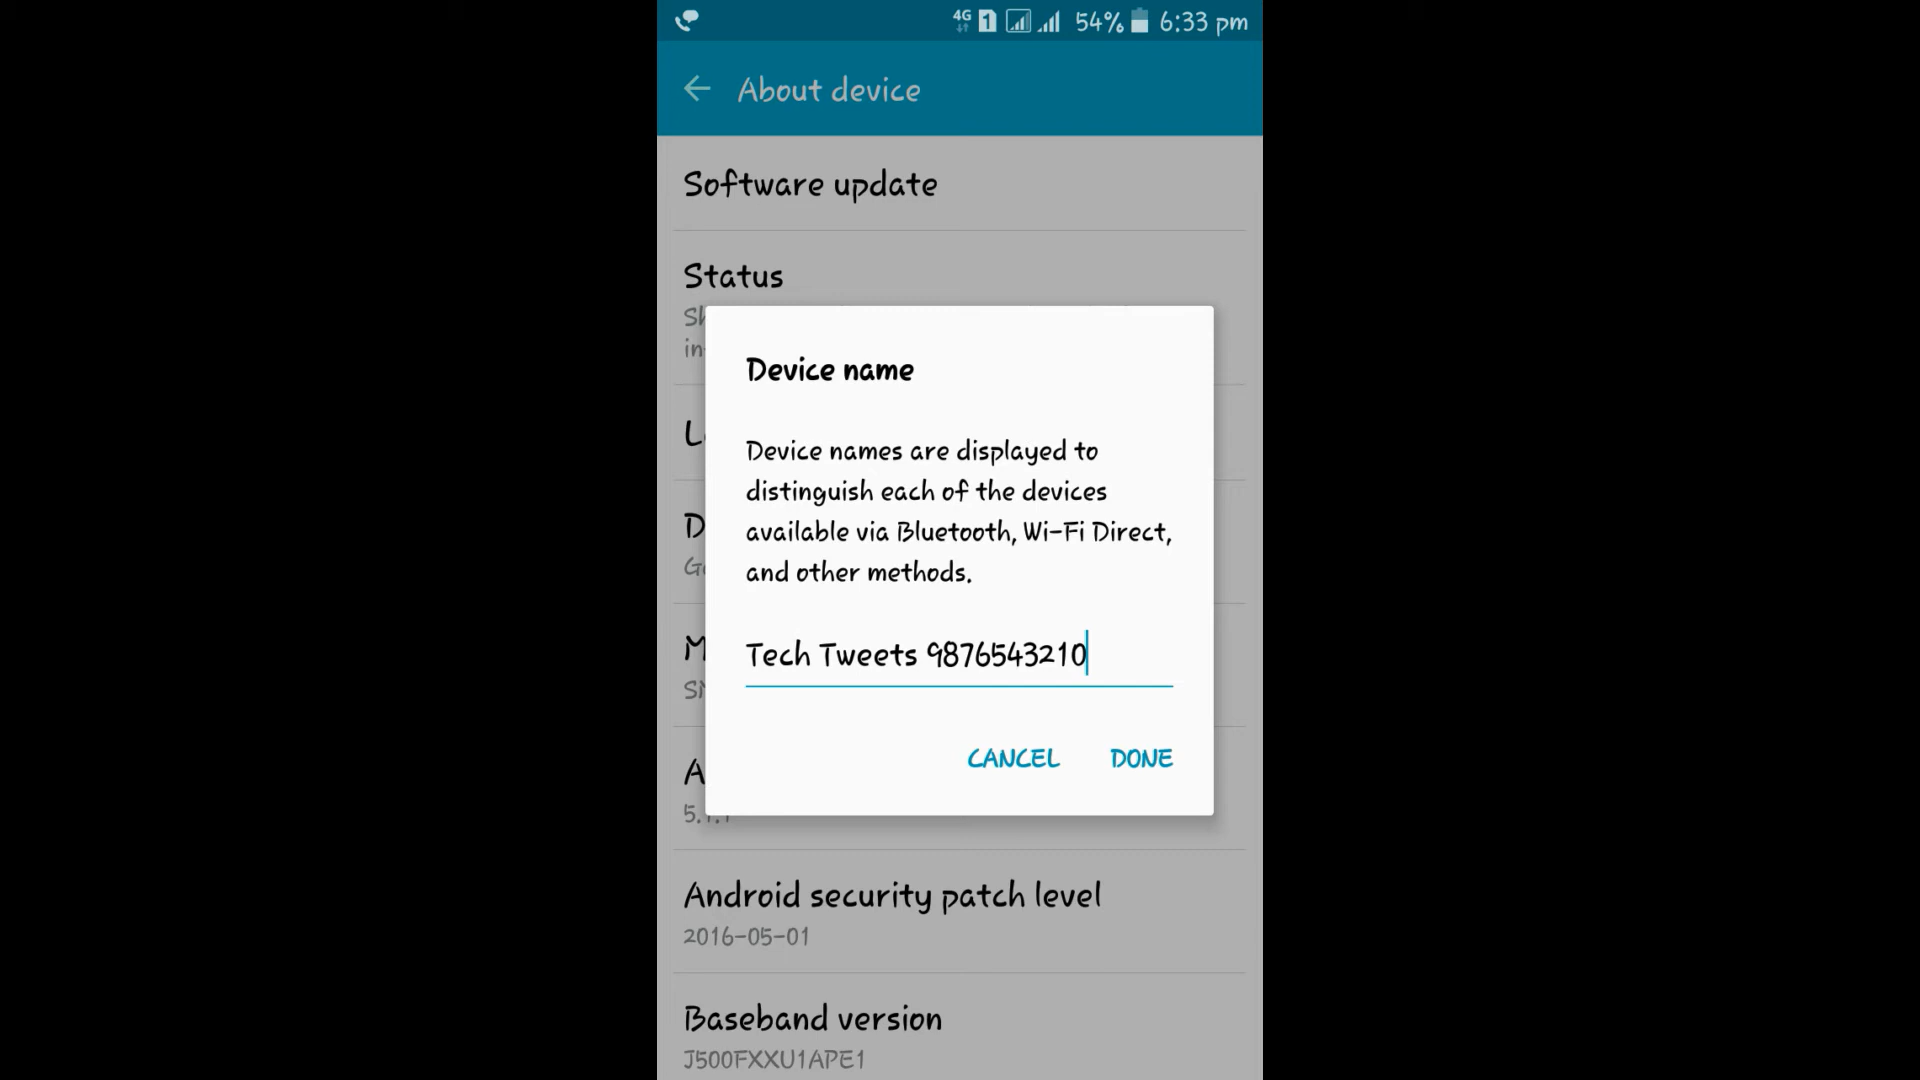 4G 1 54% 6:33 pm
About device
Software update
Status
Device name
Device names are displayed to
distinguish each of the devices
available via Bluetooth, Wi-Fi Direct,
and other methods.
Tech Tweets 9876543210
CANCEL DONE
Android security patch level
2016-05-01
Baseband version
J500FXXU1APE1